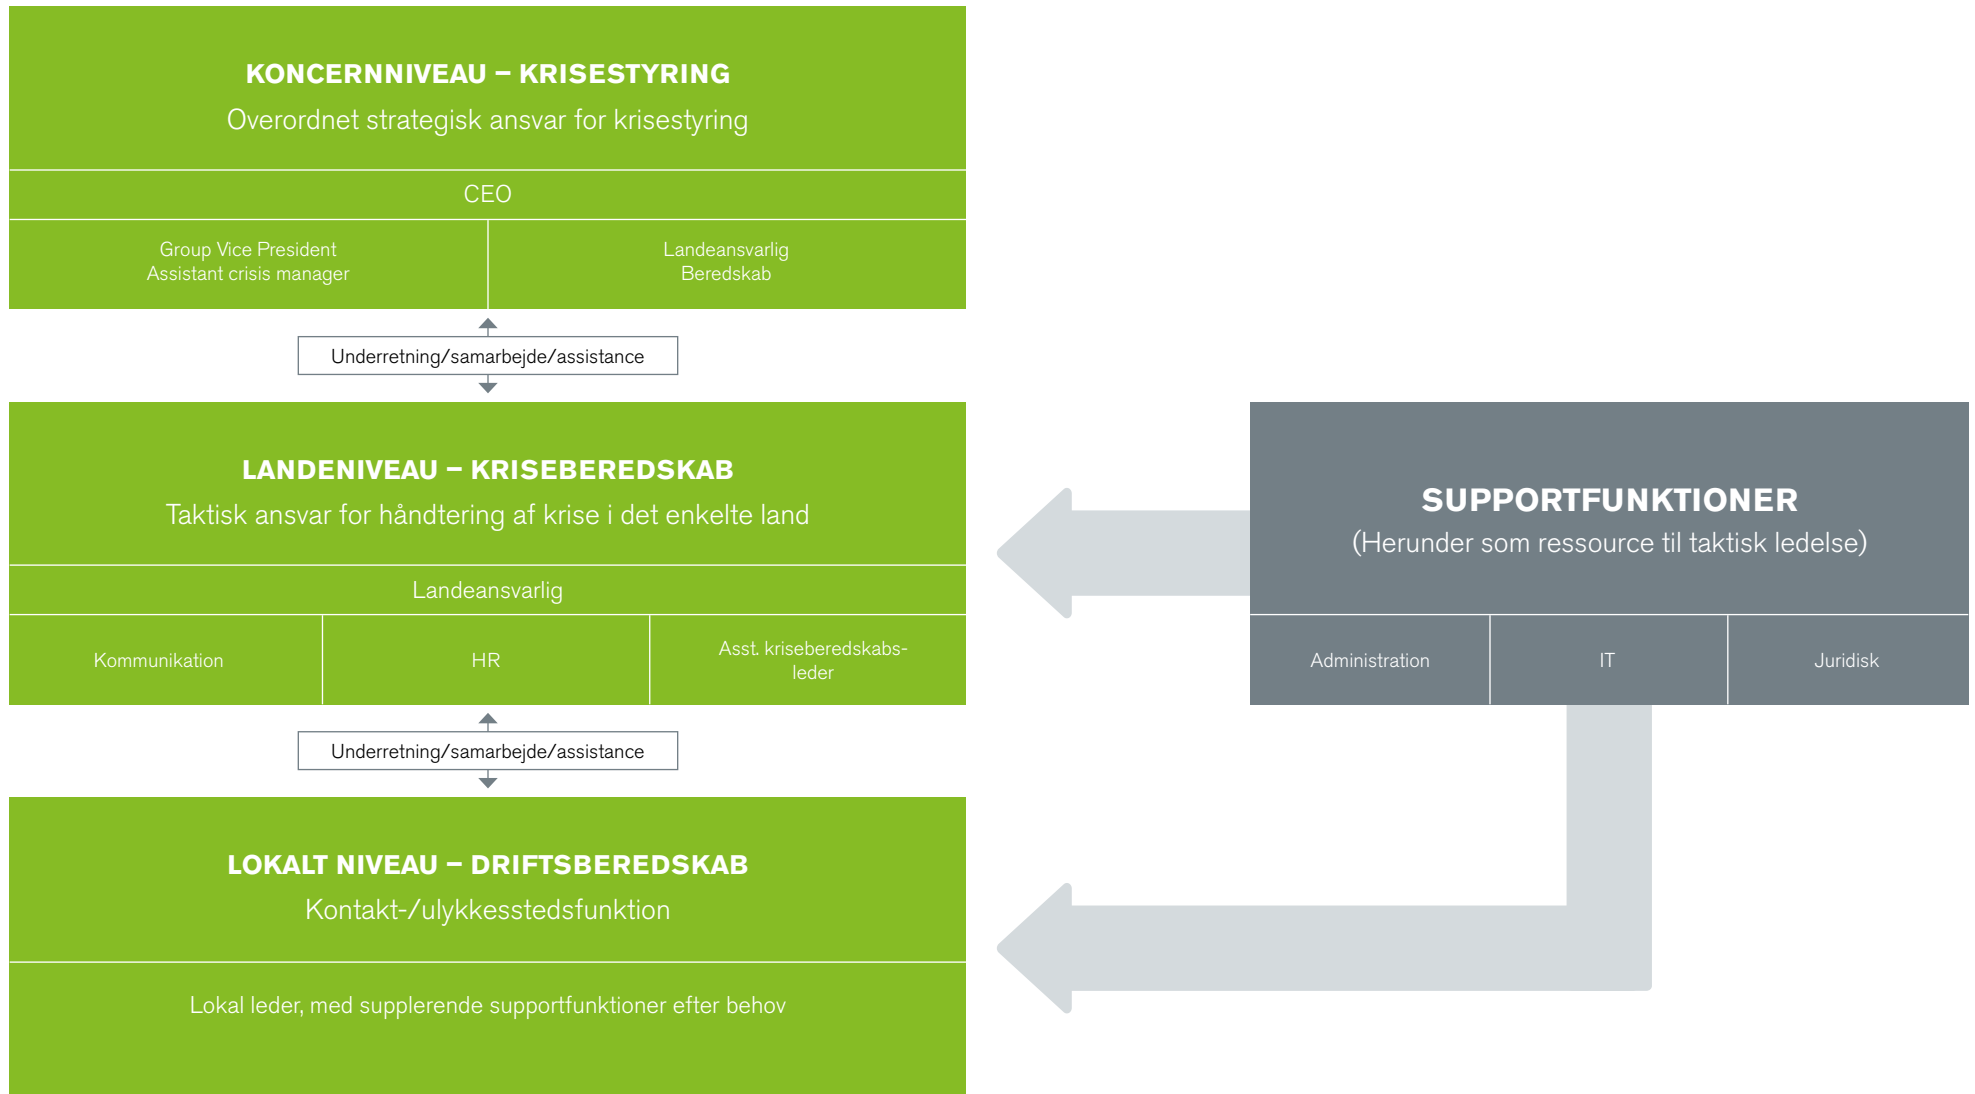 KONCERNNIVEAU – KRISESTYRING
Overordnet strategisk ansvar for krisestyring
CEO
Group Vice President
Assistant crisis manager
Landeansvarlig
Beredskab
Underretning/samarbejde/assistance
LANDENIVEAU – KRISEBEREDSKAB
Taktisk ansvar for håndtering af krise i det enkelte land
Landeansvarlig
Kommunikation
HR
Asst. kriseberedskabs-
leder
SUPPORTFUNKTIONER
(Herunder som ressource til taktisk ledelse)
Administration
IT
Juridisk
Underretning/samarbejde/assistance
LOKALT NIVEAU – DRIFTSBEREDSKAB
Kontakt-/ulykkesstedsfunktion
Lokal leder, med supplerende supportfunktioner efter behov